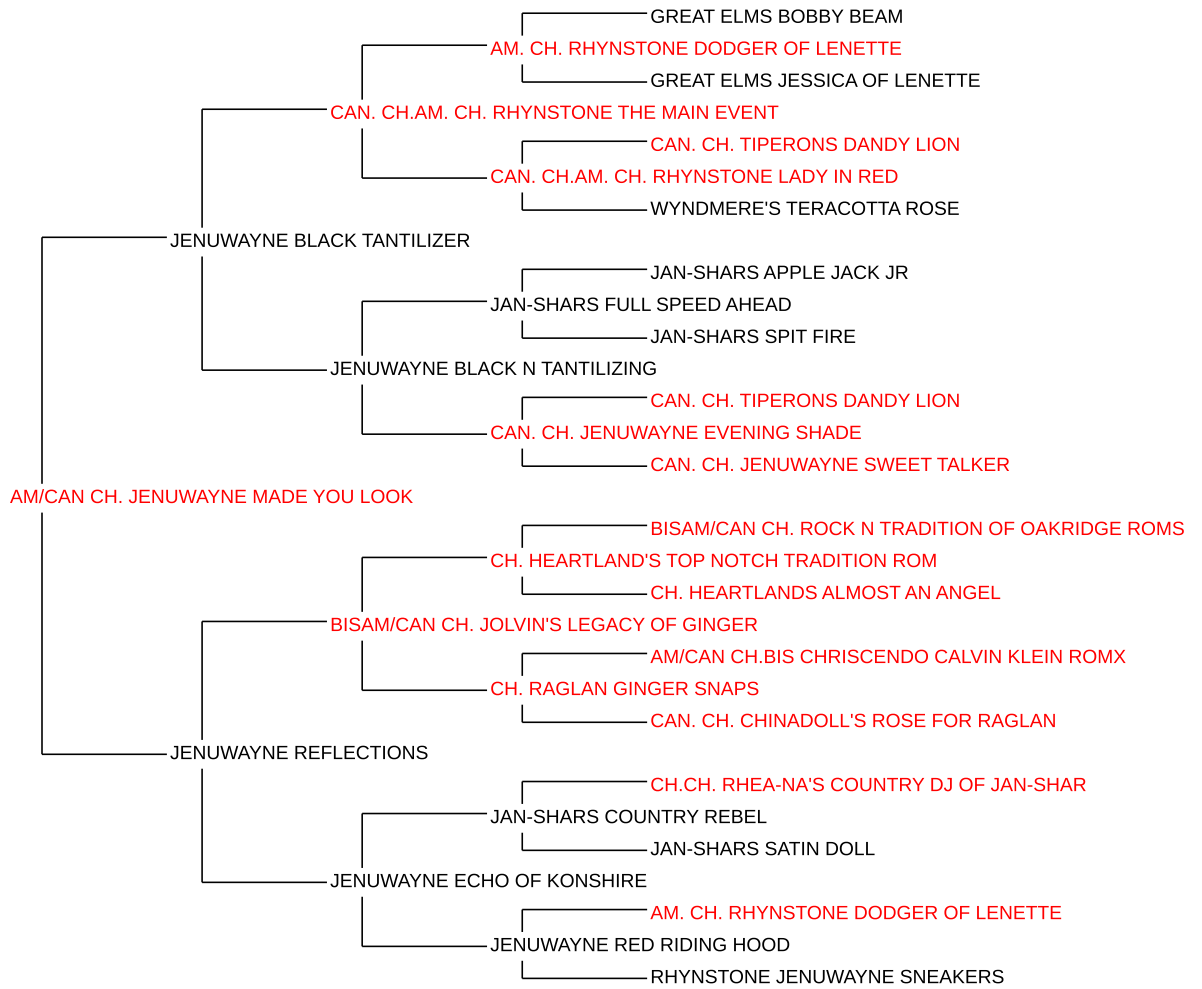 GREAT ELMS BOBBY BEAM
AM. CH. RHYNSTONE DODGER OF LENETTE
GREAT ELMS JESSICA OF LENETTE
CAN. CH.AM. CH. RHYNSTONE THE MAIN EVENT
CAN. CH. TIPERONS DANDY LION
CAN. CH.AM. CH. RHYNSTONE LADY IN RED
WYNDMERE'S TERACOTTA ROSE
JENUWAYNE BLACK TANTILIZER
JAN-SHARS APPLE JACK JR
JAN-SHARS FULL SPEED AHEAD
JAN-SHARS SPIT FIRE
JENUWAYNE BLACK N TANTILIZING
CAN. CH. TIPERONS DANDY LION
CAN. CH. JENUWAYNE EVENING SHADE
CAN. CH. JENUWAYNE SWEET TALKER
AM/CAN CH. JENUWAYNE MADE YOU LOOK
BISAM/CAN CH. ROCK N TRADITION OF OAKRIDGE ROMS
CH. HEARTLAND'S TOP NOTCH TRADITION ROM
CH. HEARTLANDS ALMOST AN ANGEL
BISAM/CAN CH. JOLVIN'S LEGACY OF GINGER
AM/CAN CH.BIS CHRISCENDO CALVIN KLEIN ROMX
CH. RAGLAN GINGER SNAPS
CAN. CH. CHINADOLL'S ROSE FOR RAGLAN
JENUWAYNE REFLECTIONS
CH.CH. RHEA-NA'S COUNTRY DJ OF JAN-SHAR
JAN-SHARS COUNTRY REBEL
JAN-SHARS SATIN DOLL
JENUWAYNE ECHO OF KONSHIRE
AM. CH. RHYNSTONE DODGER OF LENETTE
JENUWAYNE RED RIDING HOOD
RHYNSTONE JENUWAYNE SNEAKERS